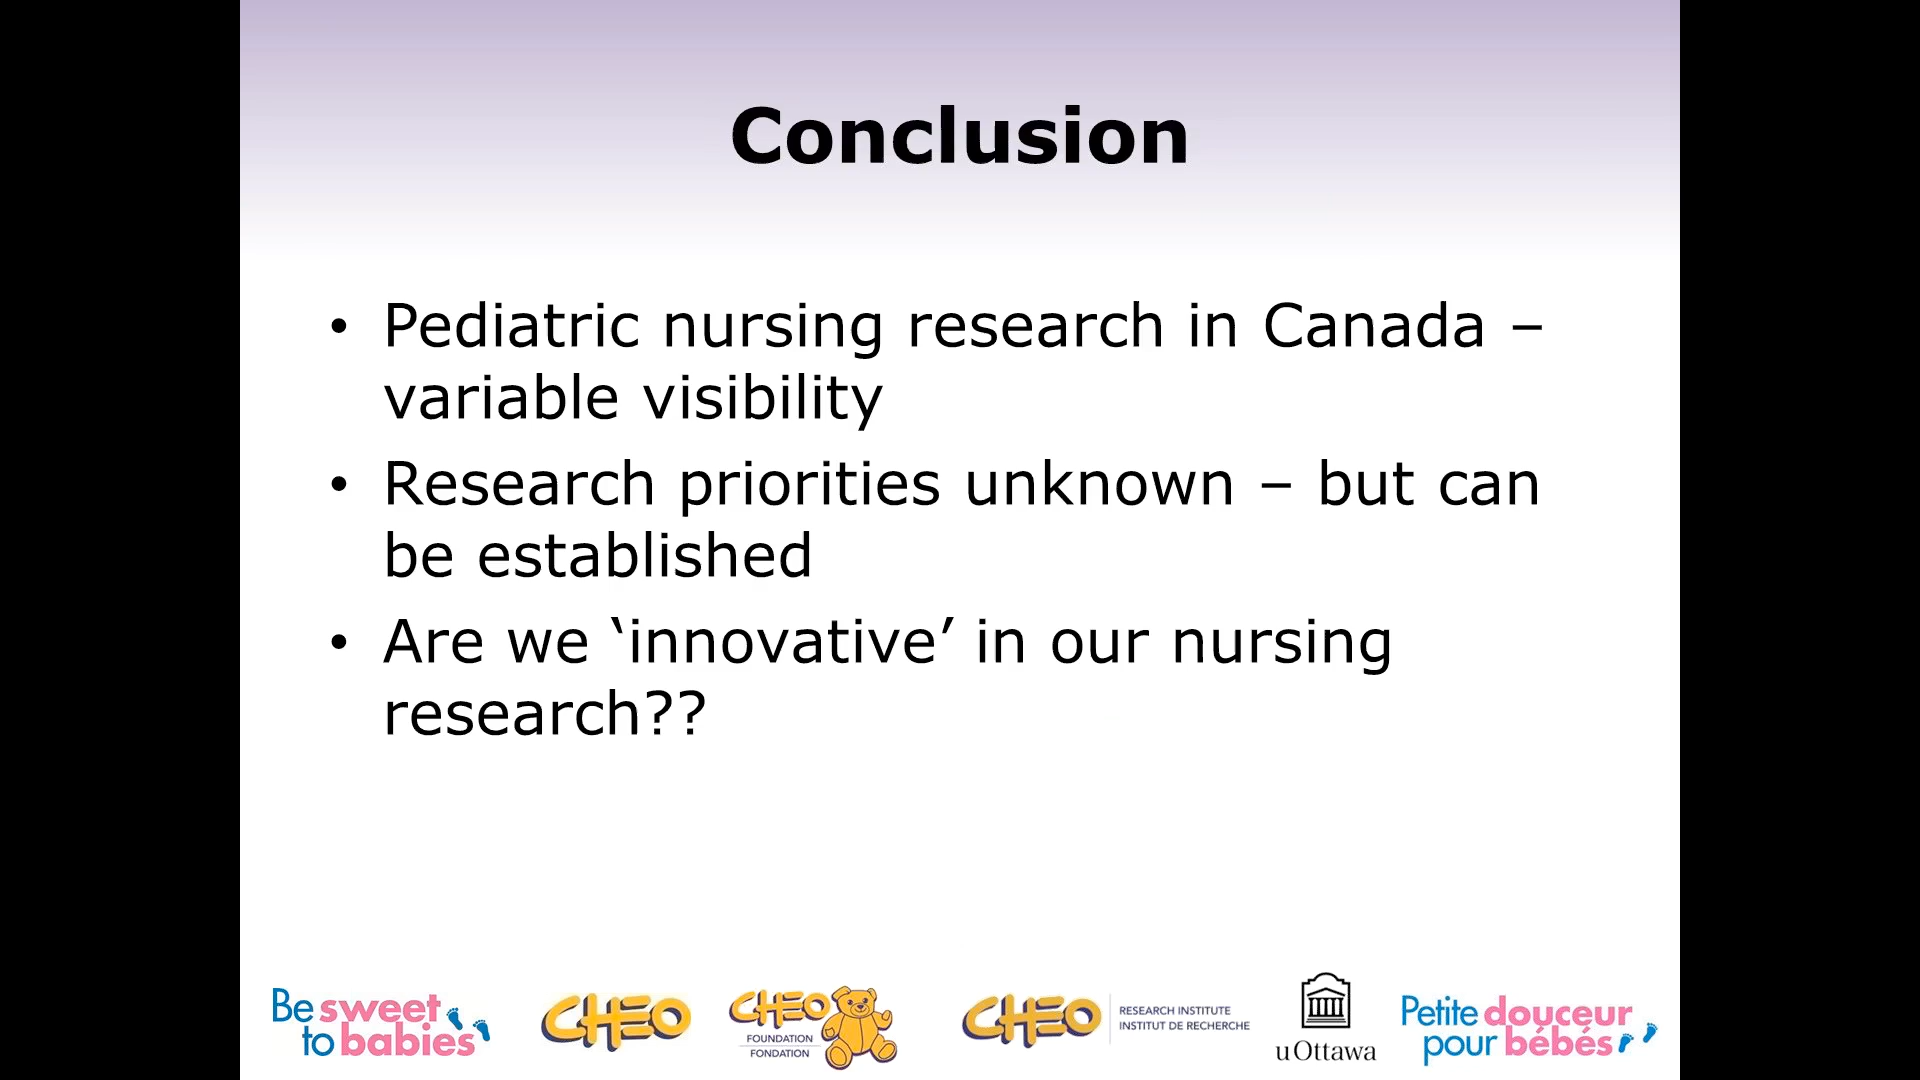 Conclusion
• Pediatric nursing research in Canada –
variable visibility
• Research priorities unknown – but can
be established
• Are we ‘innovative’ in our nursing
research??
Be sweet
to babies
CHEO
CHEO
FOUNDATION
FONDATION
CHEO
RESEARCH INSTITUTE
INSTITUT DE RECHERCHE
uOttawa
Petite douceur
pour bébés